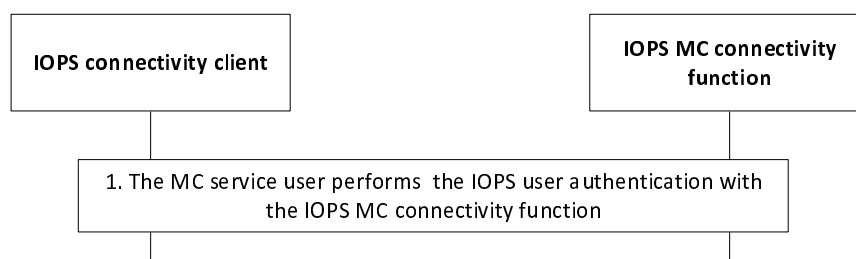 IOPS connectivity client
IOPS MC connectivity
function
1. The MC service user performs the IOPS user authentication with
the IOPS MC connectivity function